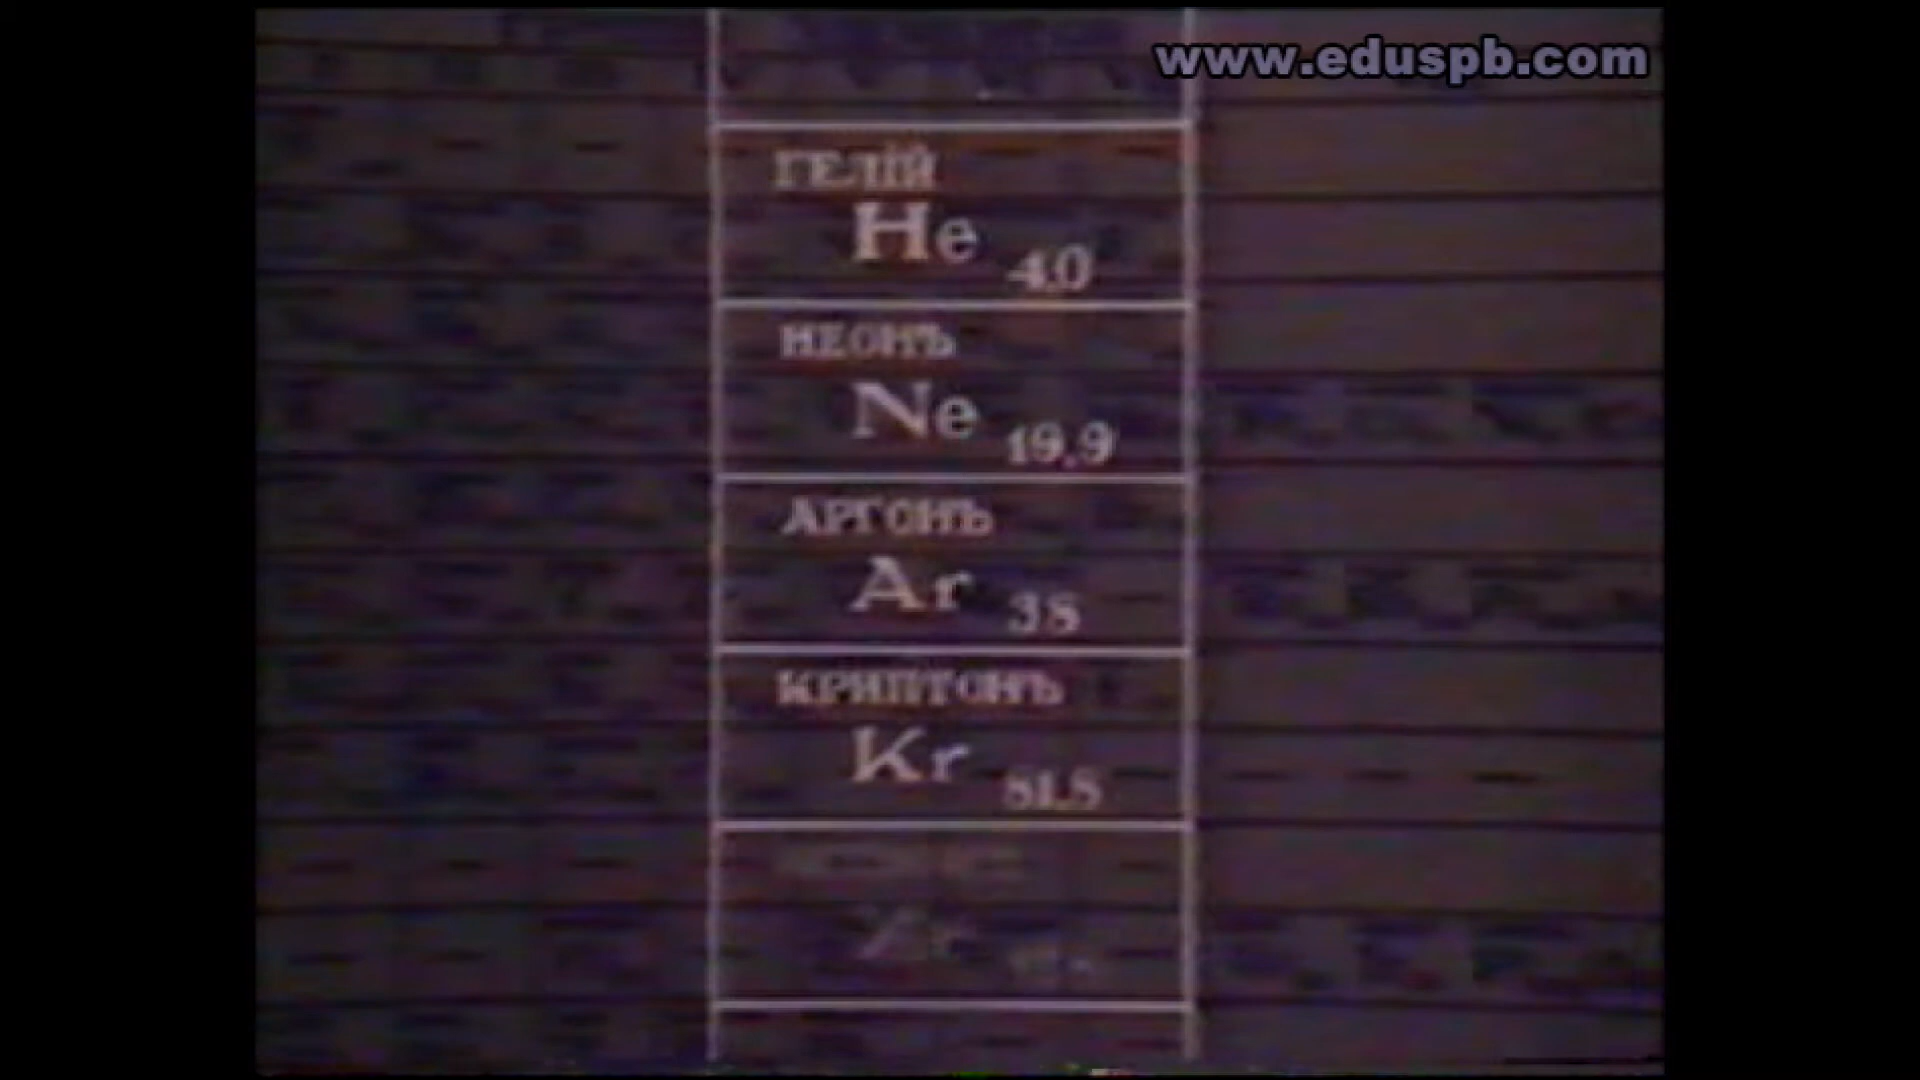 www.eduspb.com
ГЕЛІЙ
He 4,0
НЕОНЪ
Ne 19,9
АРГОНЪ
Ar 38
КРИПТОНЪ
Kr 81,8